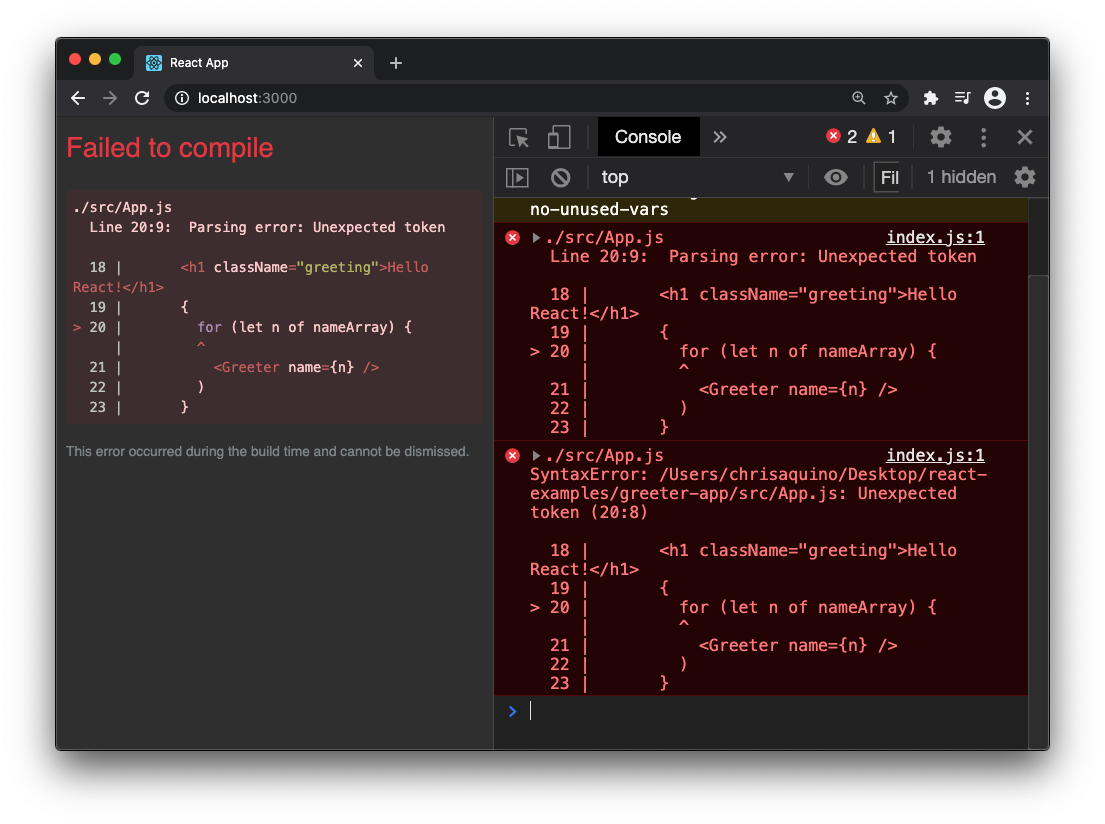 React App
localhost:3000
Failed to compile
./src/App.js
Line 20:9:  Parsing error: Unexpected token
18 |       <h1 className="greeting">Hello
React!</h1>
19 |       {
> 20 |         for (let n of nameArray) {
|         ^
21 |           <Greeter name={n} />
22 |         )
23 |       }
This error occurred during the build time and cannot be dismissed.
Console
2
1
top
Fil
1 hidden
no-unused-vars
./src/App.js
index.js:1
Line 20:9:  Parsing error: Unexpected token
18 |       <h1 className="greeting">Hello
React!</h1>
19 |       {
> 20 |         for (let n of nameArray) {
|         ^
21 |           <Greeter name={n} />
22 |         )
23 |       }
./src/App.js
index.js:1
SyntaxError: /Users/chrisaquino/Desktop/react-
examples/greeter-app/src/App.js: Unexpected
token (20:8)
18 |       <h1 className="greeting">Hello
React!</h1>
19 |       {
> 20 |         for (let n of nameArray) {
|         ^
21 |           <Greeter name={n} />
22 |         )
23 |       }